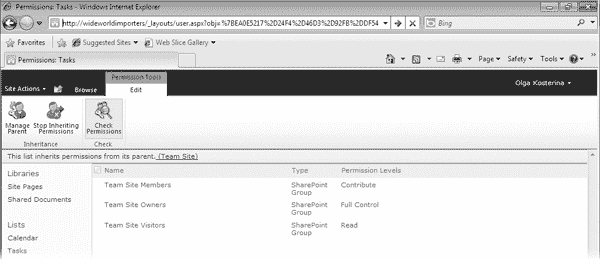 Permissions: Tasks - Windows Internet Explorer
http://wideworldimporters/_layouts/user.aspx?obj=%7BEA0E5217%2D24F4%2D46D3%2D92FB%2DDF54
Bing
Favorites Suggested Sites Web Slice Gallery
Permissions: Tasks
Page Safety Tools
Permission Tools
Site Actions Browse Edit Olga Kosterina
Manage Parent Stop Inheriting Permissions Check Permissions
Inheritance Check
This list inherits permissions from its parent. (Team Site)
Libraries
Site Pages
Shared Documents
Lists
Calendar
Tasks
Name Type Permission Levels
Team Site Members SharePoint Group Contribute
Team Site Owners SharePoint Group Full Control
Team Site Visitors SharePoint Group Read